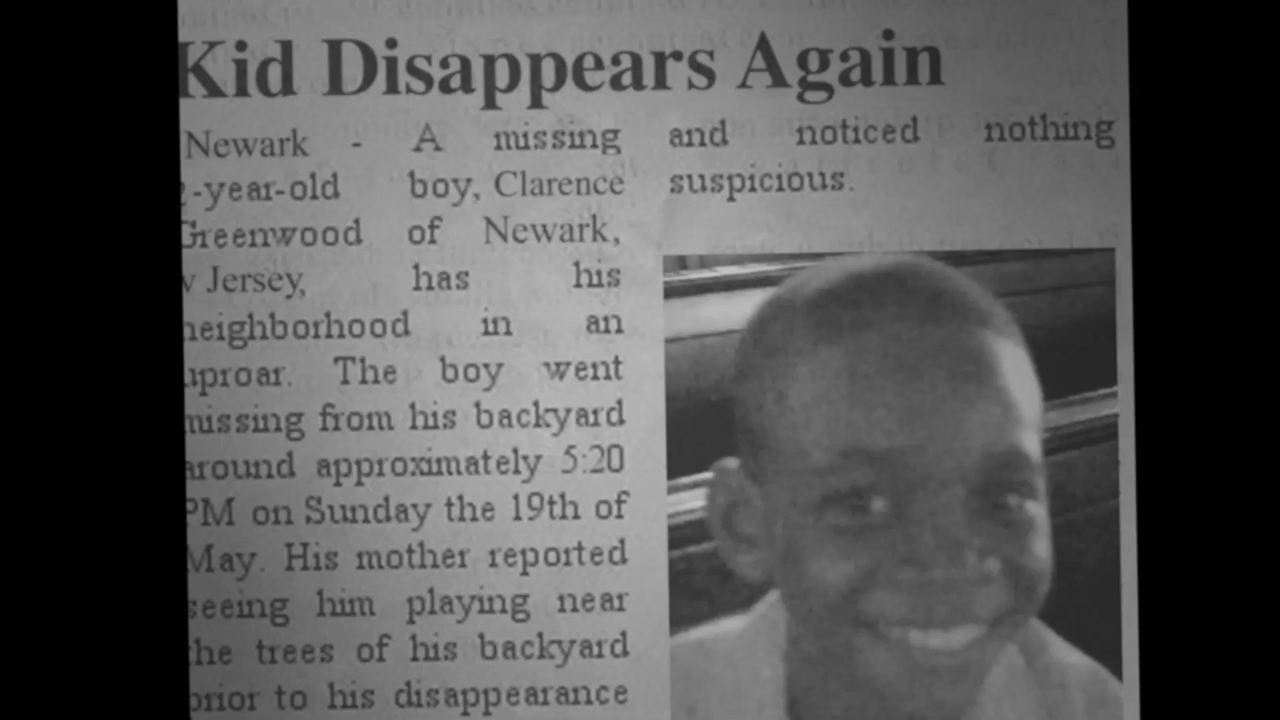 Kid Disappears Again
Newark - A missing
-year-old boy, Clarence
Greenwood of Newark,
w Jersey, has his
neighborhood in an
uproar. The boy went
missing from his backyard
around approximately 5:20
PM on Sunday the 19th of
May. His mother reported
seeing him playing near
the trees of his backyard
prior to his disappearance
and noticed nothing
suspicious.